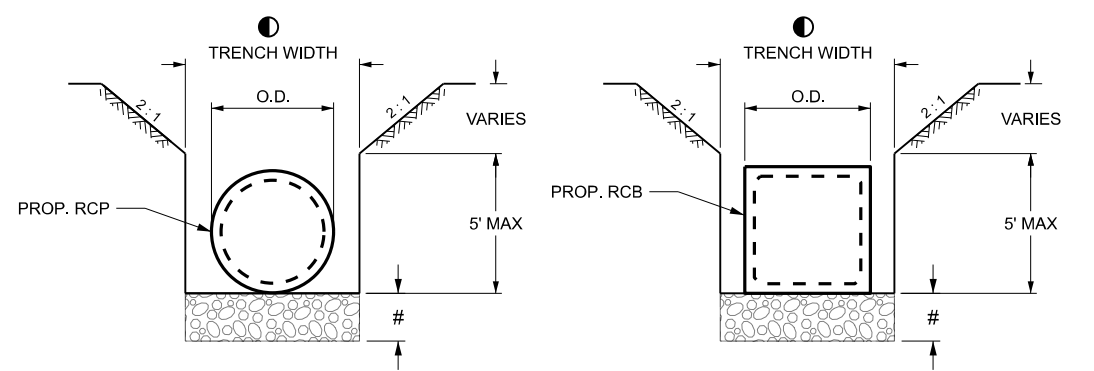 TRENCH WIDTH
O.D.
2:1
2:1
VARIES
PROP. RCP
5' MAX
#
TRENCH WIDTH
O.D.
2:1
2:1
VARIES
PROP. RCB
5' MAX
#